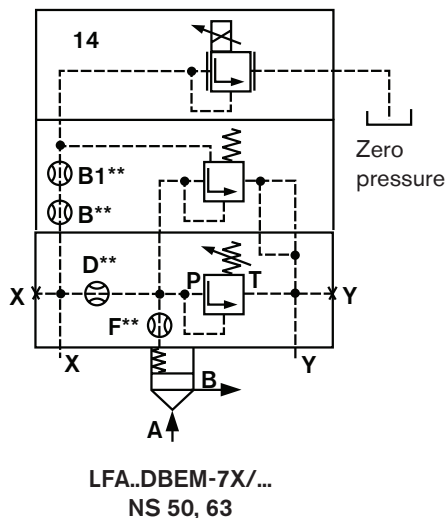 14
Zero
pressure
B1**
B**
D**
P
T
X
Y
F**
X
Y
B
A
LFA..DBEM-7X/...
NS 50, 63